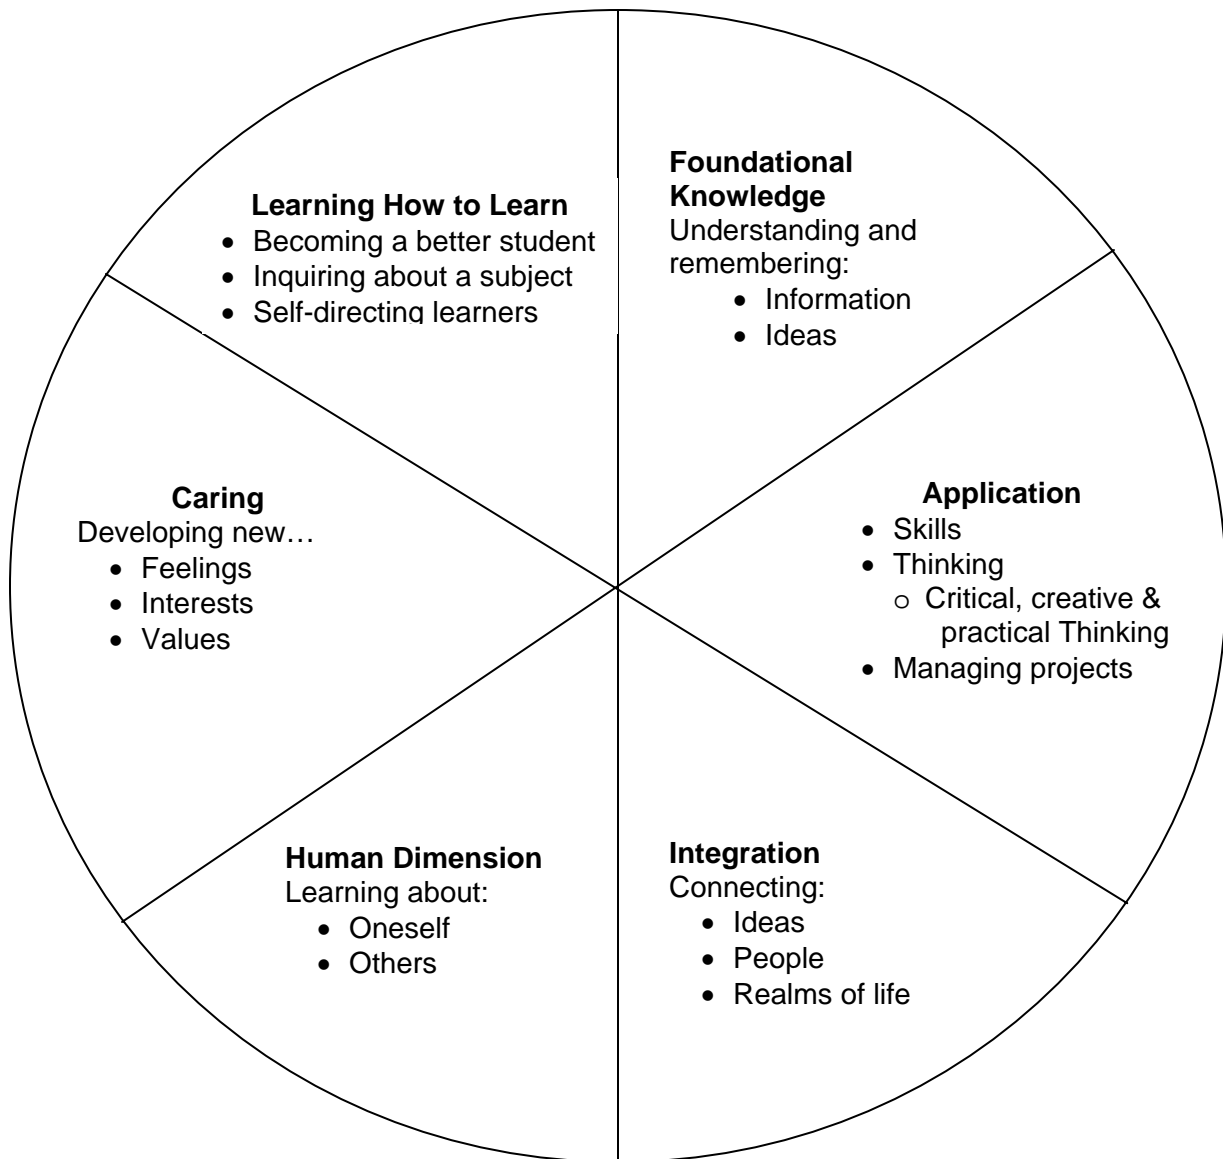 Foundational
Knowledge
Understanding and
remembering:
• Information
• Ideas
Application
• Skills
• Thinking
o Critical, creative &
practical Thinking
• Managing projects
Integration
Connecting:
• Ideas
• People
• Realms of life
Human Dimension
Learning about:
• Oneself
• Others
Caring
Developing new…
• Feelings
• Interests
• Values
Learning How to Learn
• Becoming a better student
• Inquiring about a subject
• Self-directing learners